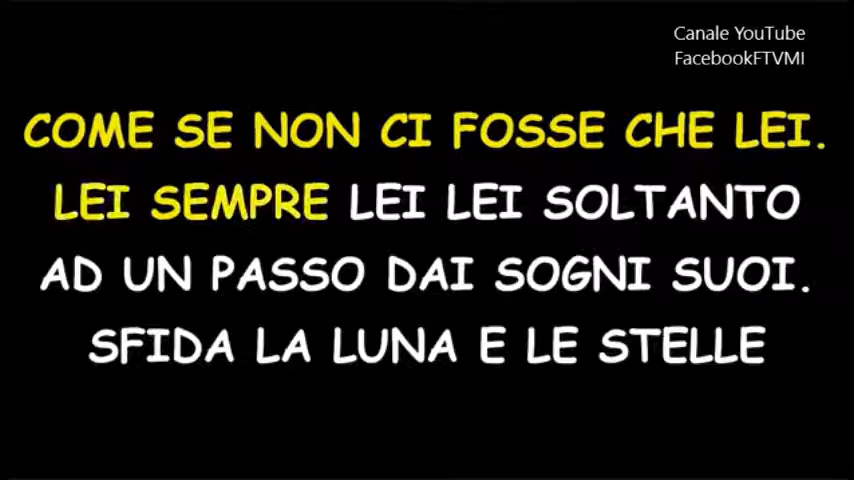 Canale YouTube
FacebookFTVMI
COME SE NON CI FOSSE CHE LEI.
LEI SEMPRE LEI LEI SOLTANTO
AD UN PASSO DAI SOGNI SUOI.
SFIDA LA LUNA E LE STELLE